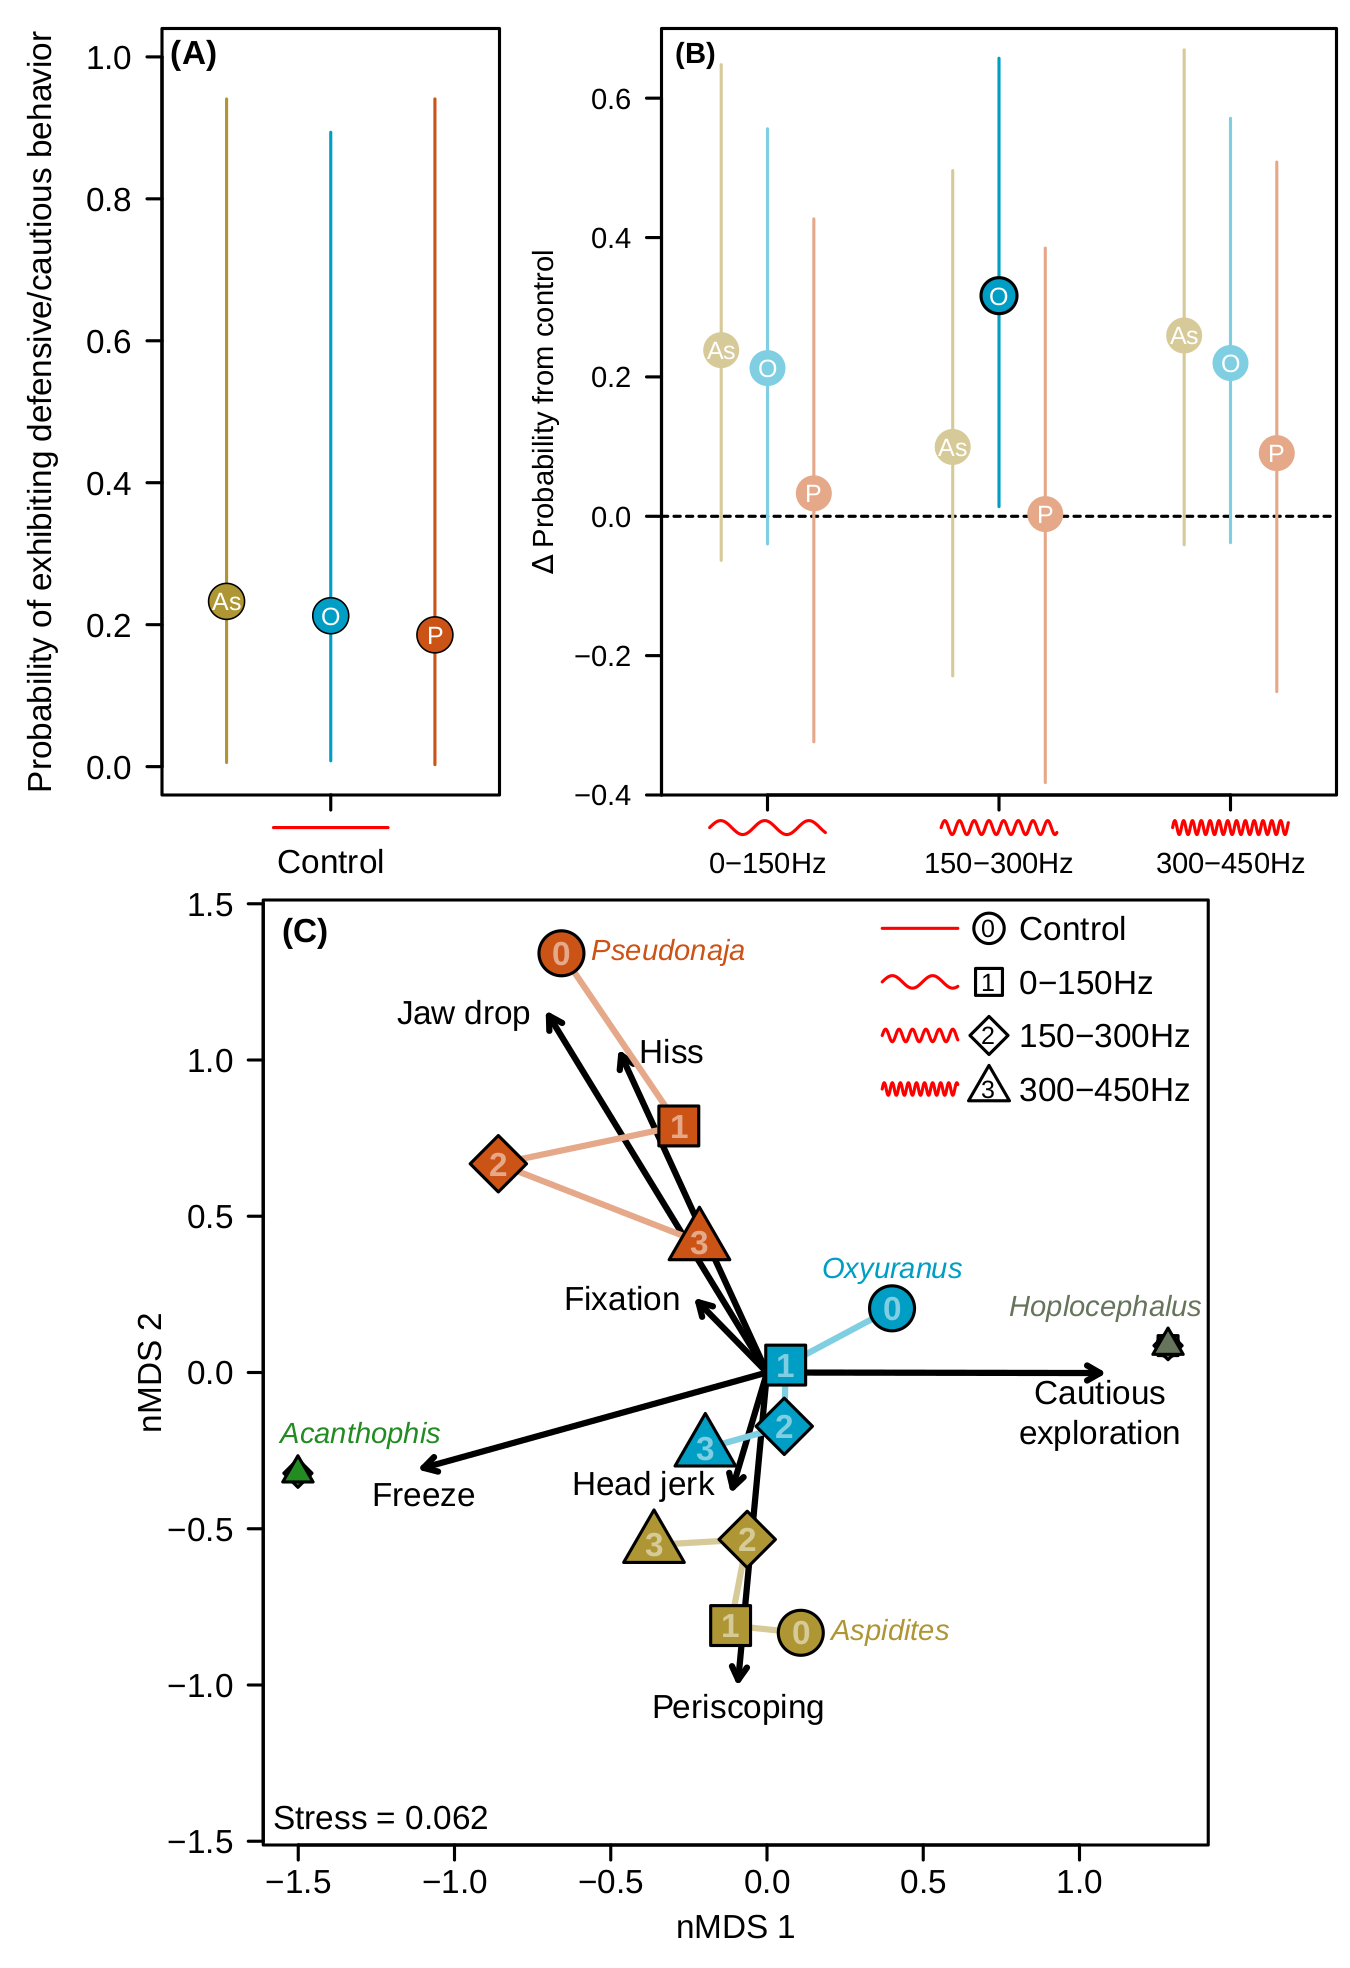 (A)
Probability of exhibiting defensive/cautious behavior
1.0
0.8
0.6
0.4
0.2
0.0
As
O
P
Control
(B)
Δ Probability from control
0.6
0.4
0.2
0.0
−0.2
−0.4
As
O
P
As
O
P
As
O
P
0−150Hz
150−300Hz
300−450Hz
(C)
nMDS 2
1.5
1.0
0.5
0.0
−0.5
−1.0
−1.5
0 Control
1 0−150Hz
2 150−300Hz
3 300−450Hz
0 Pseudonaja
Jaw drop
Hiss
1
2
3
Oxyuranus
Fixation
0
Hoplocephalus
1
Cautious
exploration
2
Acanthophis
3
Freeze
Head jerk
3
2
1
0 Aspidites
Periscoping
Stress = 0.062
−1.5
−1.0
−0.5
0.0
0.5
1.0
nMDS 1